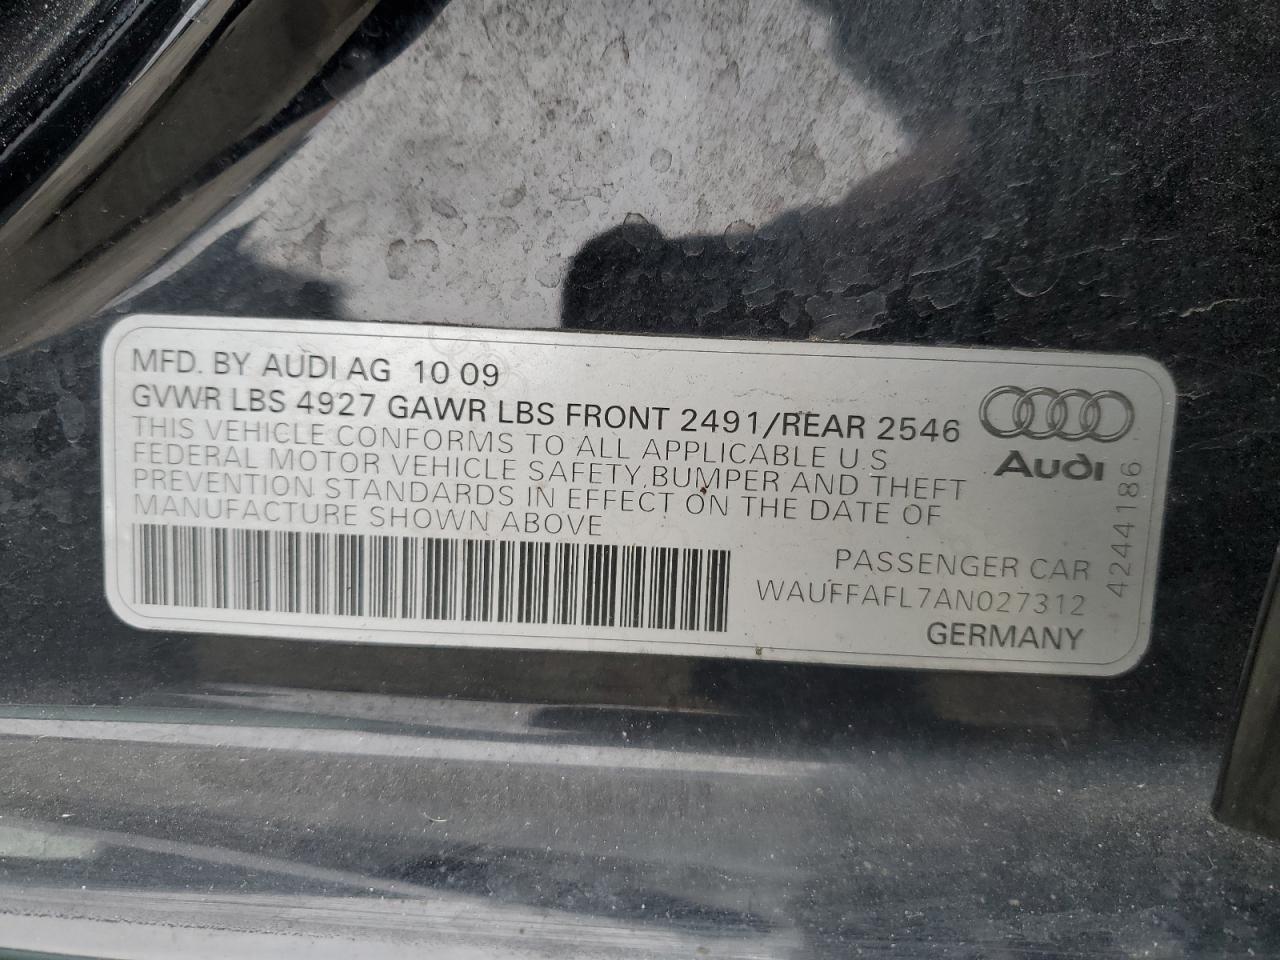 MFD. BY AUDI AG 10 09
GVWR LBS 4927 GAWR LBS FRONT 2491/REAR 2546
THIS VEHICLE CONFORMS TO ALL APPLICABLE U.S
FEDERAL MOTOR VEHICLE SAFETY,BUMPER AND THEFT
PREVENTION STANDARDS IN EFFECT ON THE DATE OF
MANUFACTURE SHOWN ABOVE
Audi
4244186
PASSENGER CAR
WAUFFAFL7AN027312
GERMANY